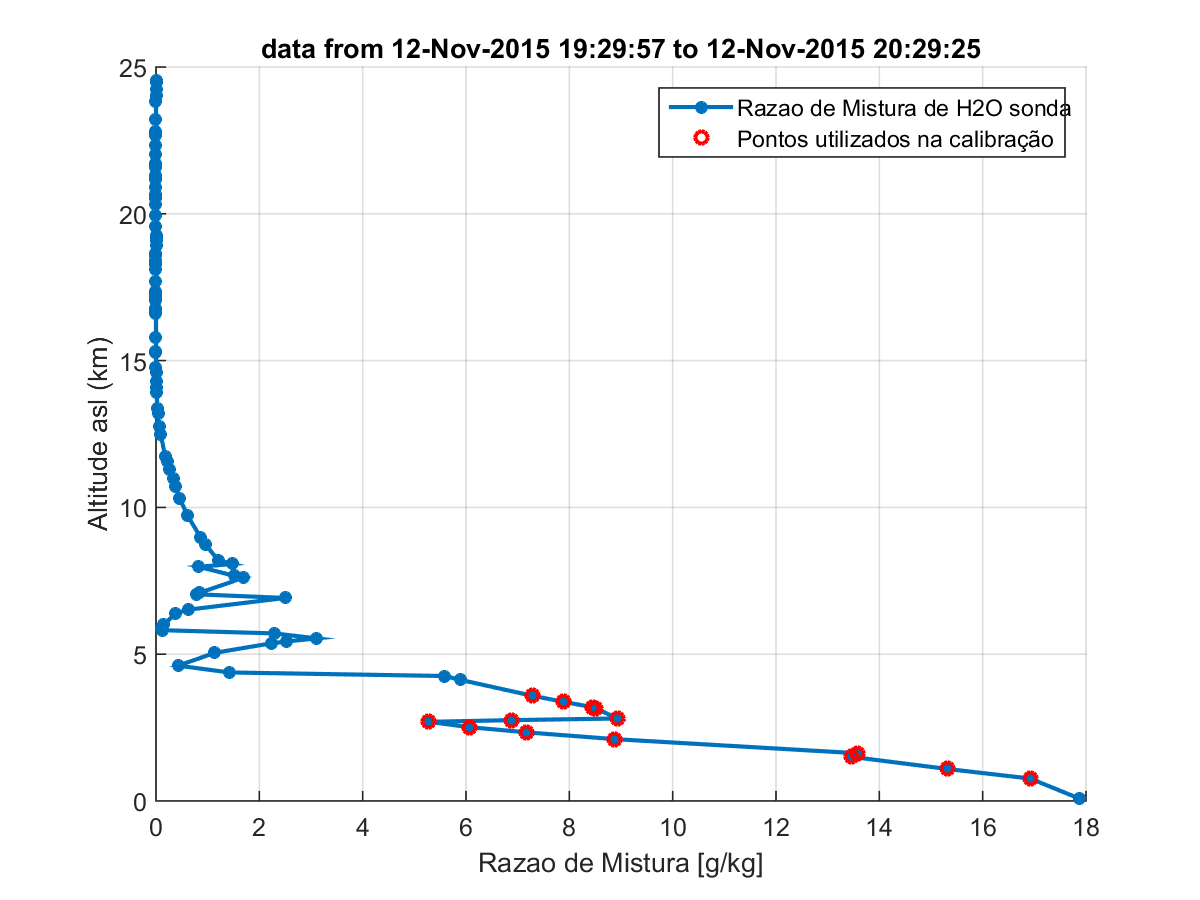 data from 12-Nov-2015 19:29:57 to 12-Nov-2015 20:29:25
Razao de Mistura de H2O sonda
Pontos utilizados na calibração
25
20
15
10
5
0
Altitude asl (km)
0 2 4 6 8 10 12 14 16 18
Razao de Mistura [g/kg]